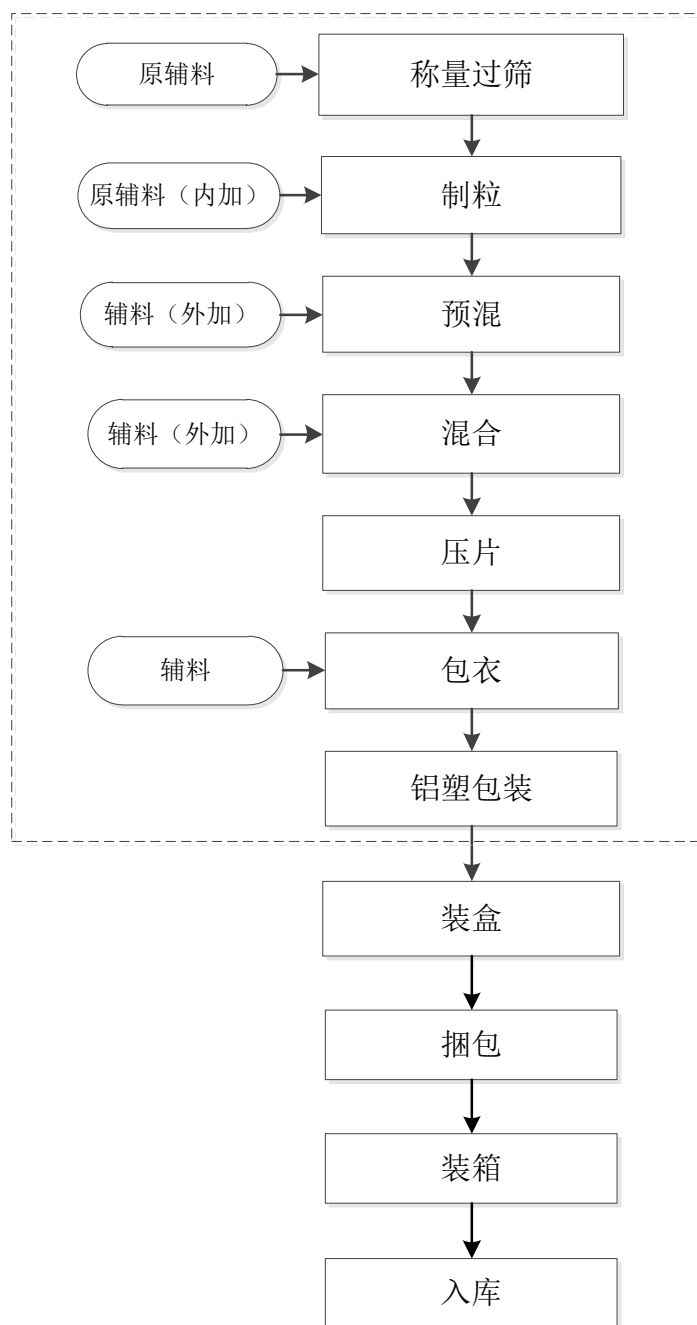 原辅料
称量过筛
原辅料（内加）
制粒
辅料（外加）
预混
辅料（外加）
混合
压片
辅料
包衣
铝塑包装
装盒
捆包
装箱
入库